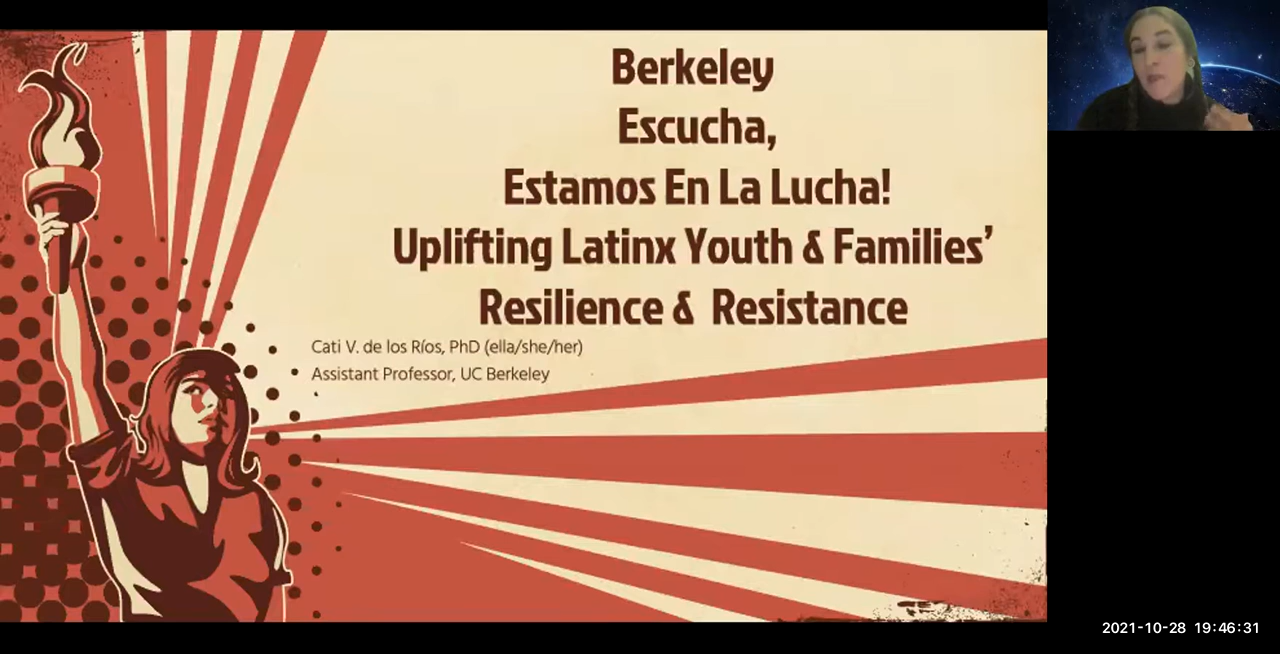 Berkeley
Escucha,
Estamos En La Lucha!
Uplifting Latinx Youth & Families’
Resilience & Resistance
Cati V. de los Ríos, PhD (ella/she/her)
Assistant Professor, UC Berkeley
2021-10-28 19:46:31